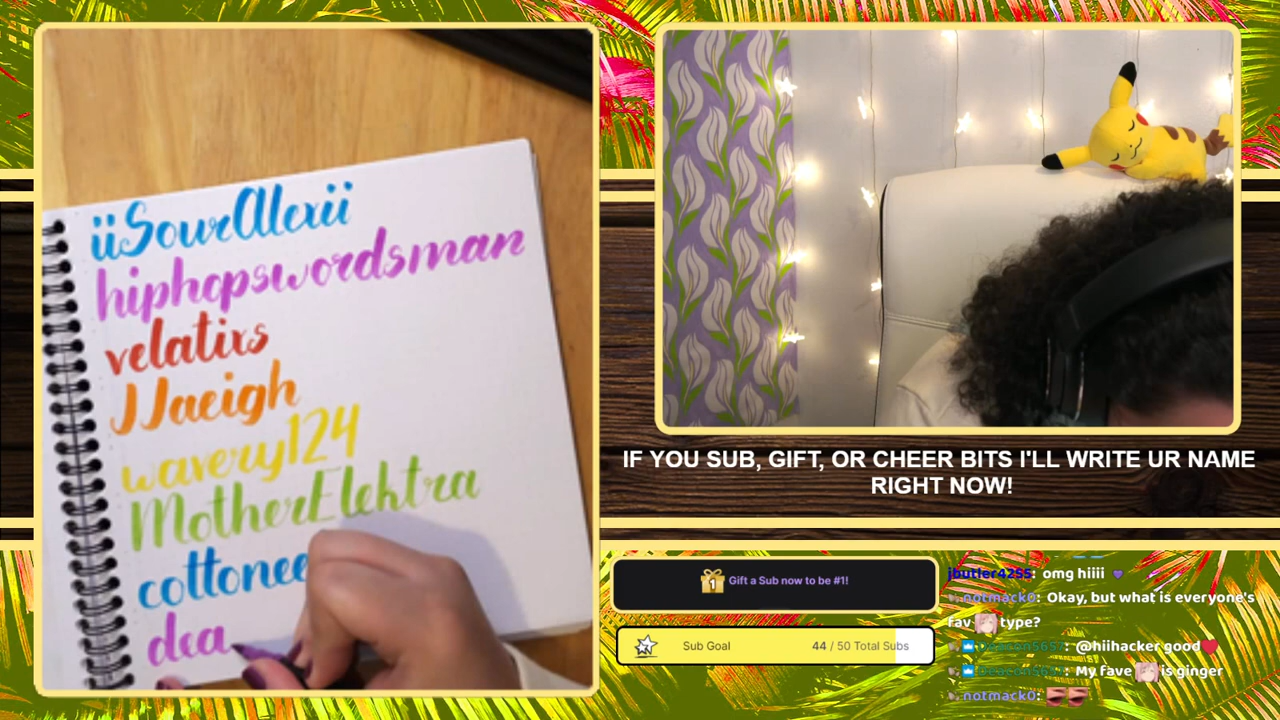 iiSourAlexii
hiphopswordsman
velatixs
JJaeigh
wavery124
MotherElektra
cottonee
dea
IF YOU SUB, GIFT, OR CHEER BITS I'LL WRITE UR NAME
RIGHT NOW!
1
Gift a Sub now to be #1!
Sub Goal
44 / 50 Total Subs
jbutler4255: omg hiiii
notmack0: Okay, but what is everyone's
fav type?
: @hiihacker good
: My fave is ginger
notmack0: